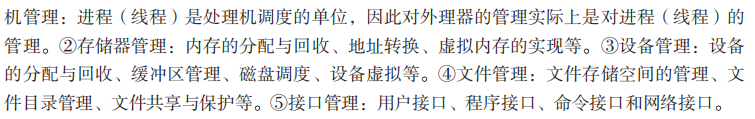 机管理：进程（线程）是处理机调度的单位，因此对外理器的管理实际上是对进程（线程）的
管理。②存储器管理：内存的分配与回收、地址转换、虚拟内存的实现等。③设备管理：设备
的分配与回收、缓冲区管理、磁盘调度、设备虚拟等。④文件管理：文件存储空间的管理、文
件目录管理、文件共享与保护等。⑤接口管理：用户接口、程序接口、命令接口和网络接口。